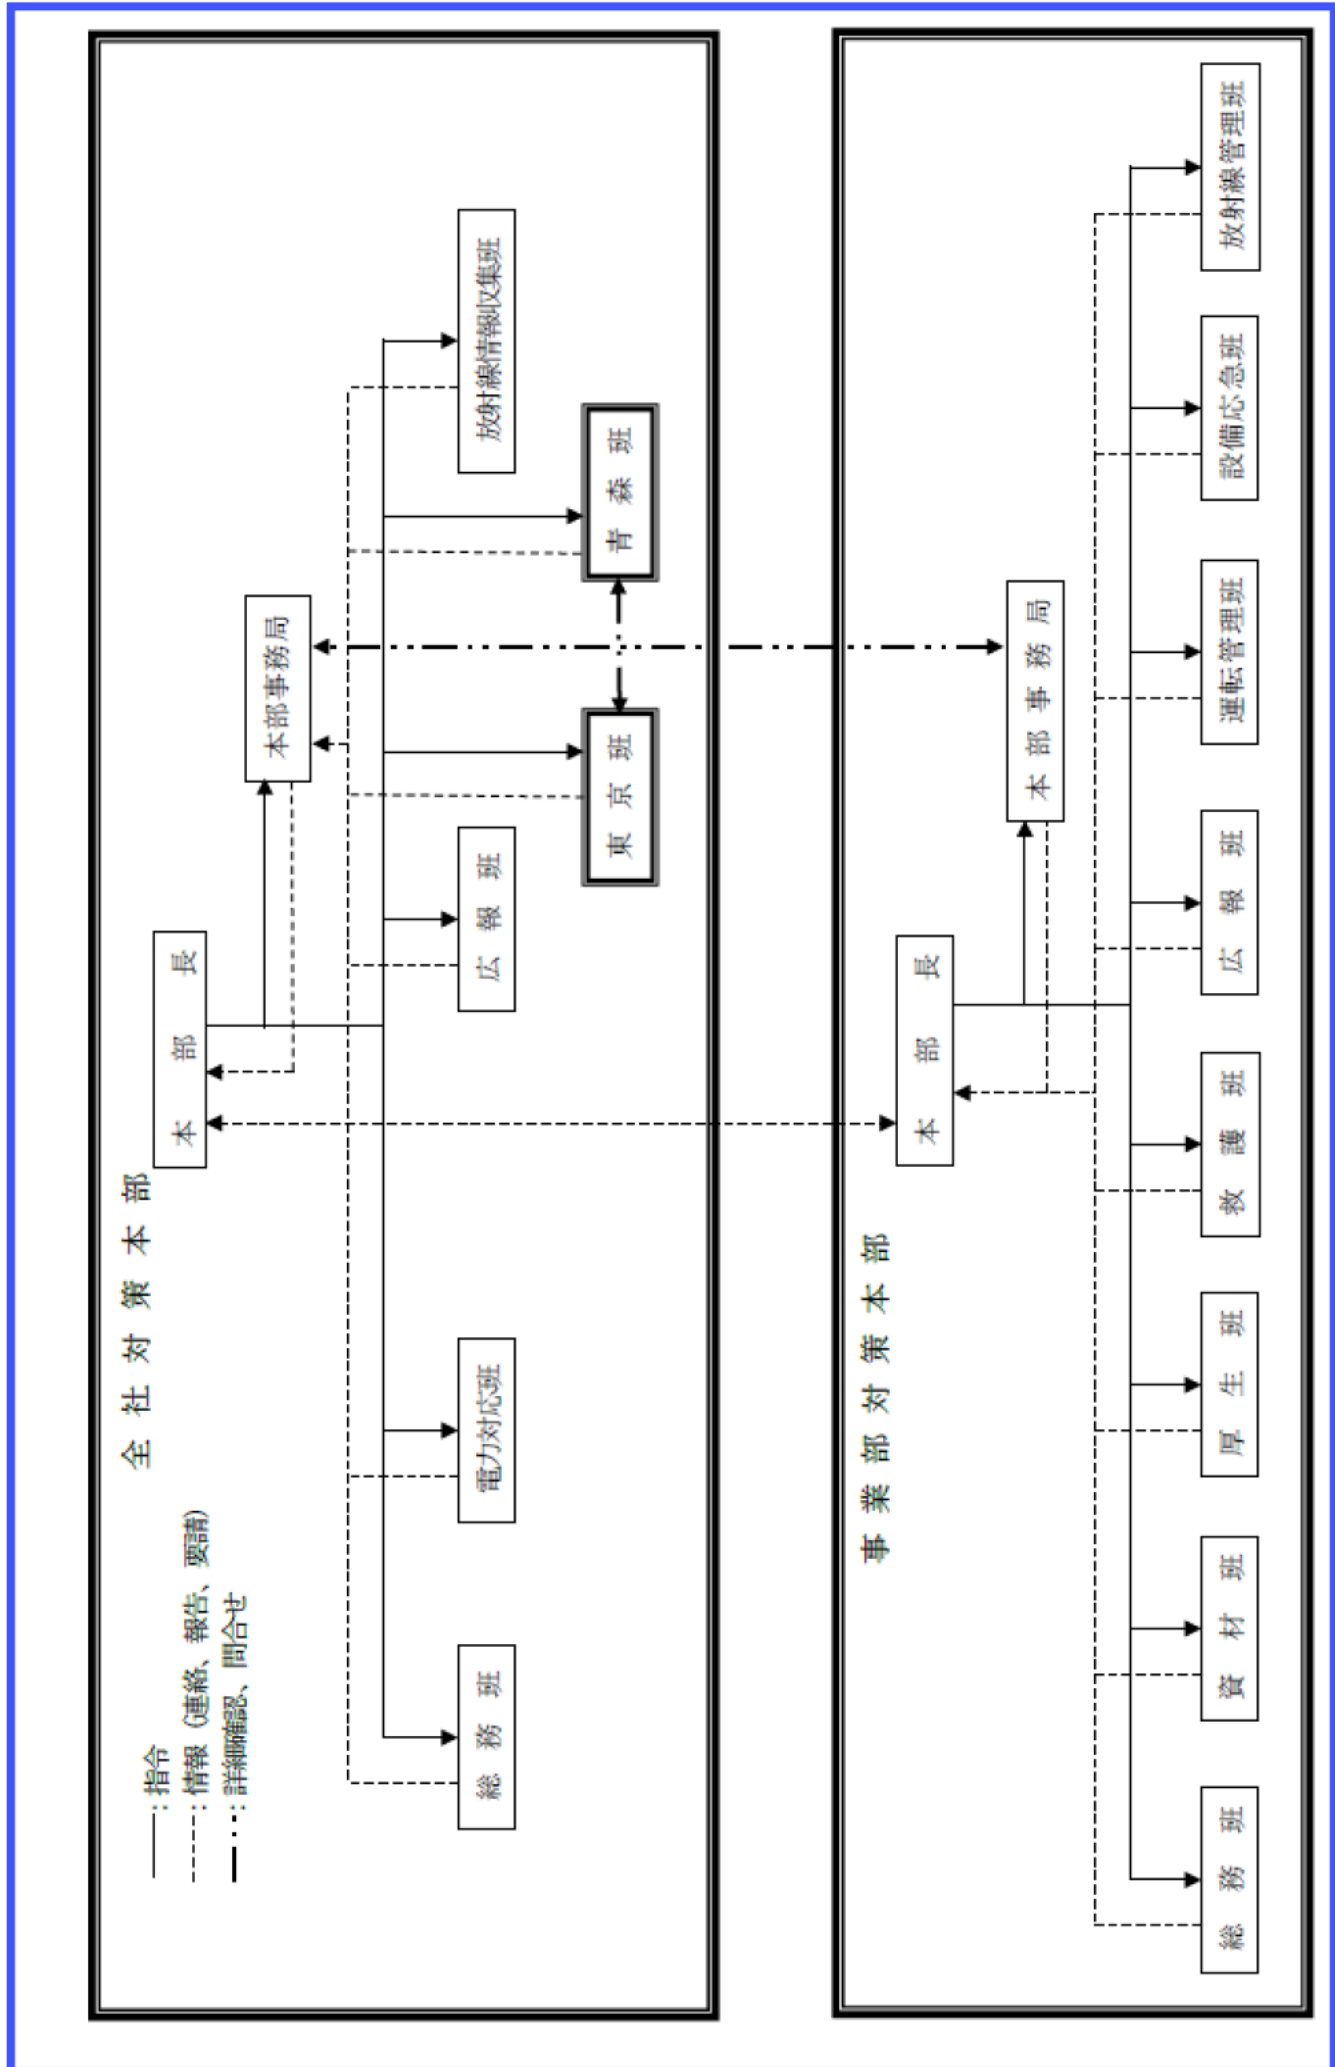 ――:指令
-----:情報(連絡、報告、要請)
―・・:詳細確認、問合せ
全社対策本部
本部長
本部事務局
総務班
電力対応班
広報班
放射線情報収集班
東京班
青森班
事業部対策本部
本部長
本部事務局
総務班
資材班
厚生班
救護班
広報班
運転管理班
設備応急班
放射線管理班